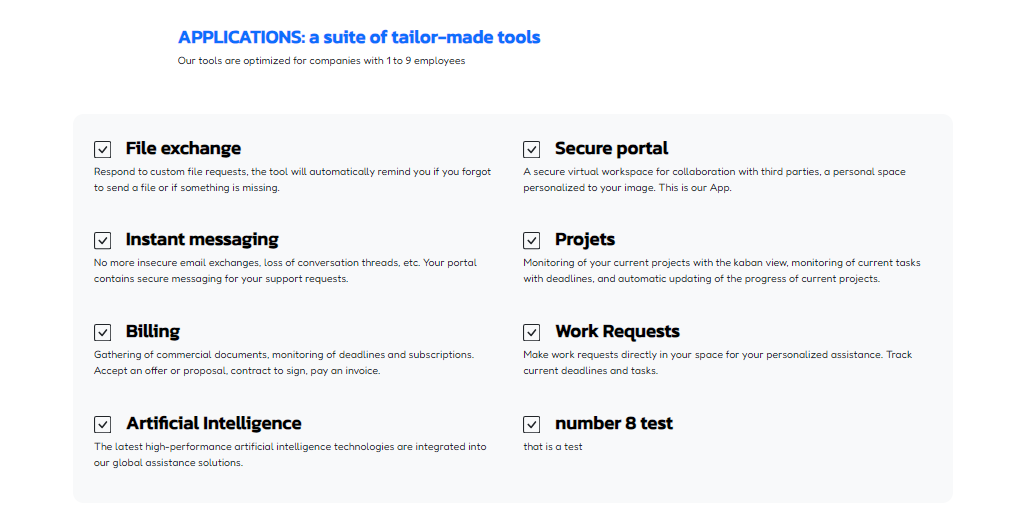 APPLICATIONS: a suite of tailor-made tools
Our tools are optimized for companies with 1 to 9 employees
File exchange
Respond to custom file requests, the tool will automatically remind you if you forgot
to send a file or if something is missing.
Secure portal
A secure virtual workspace for collaboration with third parties, a personal space
personalized to your image. This is our App.
Instant messaging
No more insecure email exchanges, loss of conversation threads, etc. Your portal
contains secure messaging for your support requests.
Projets
Monitoring of your current projects with the kaban view, monitoring of current tasks
with deadlines, and automatic updating of the progress of current projects.
Billing
Gathering of commercial documents, monitoring of deadlines and subscriptions.
Accept an offer or proposal, contract to sign, pay an invoice.
Work Requests
Make work requests directly in your space for your personalized assistance. Track
current deadlines and tasks.
Artificial Intelligence
The latest high-performance artificial intelligence technologies are integrated into
our global assistance solutions.
number 8 test
that is a test